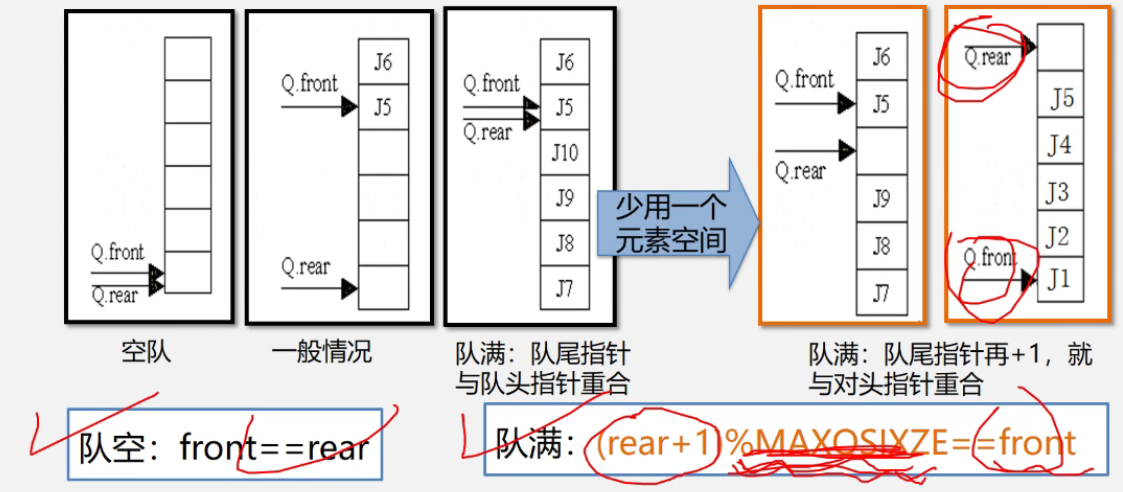 Q.front
Q.rear
J6
Q.front
J5
Q.rear
J6
Q.front
J5
Q.rear
J10
J9
J8
J7
少用一个
元素空间
J6
Q.front
J5
Q.rear
J9
J8
J7
Q.rear
J5
J4
J3
J2
Q.front
J1
空队
一般情况
队满：队尾指针
与队头指针重合
队满：队尾指针再+1，就
与对头指针重合
队空：front==rear
队满：(rear+1)%MAXQSIXZE==front